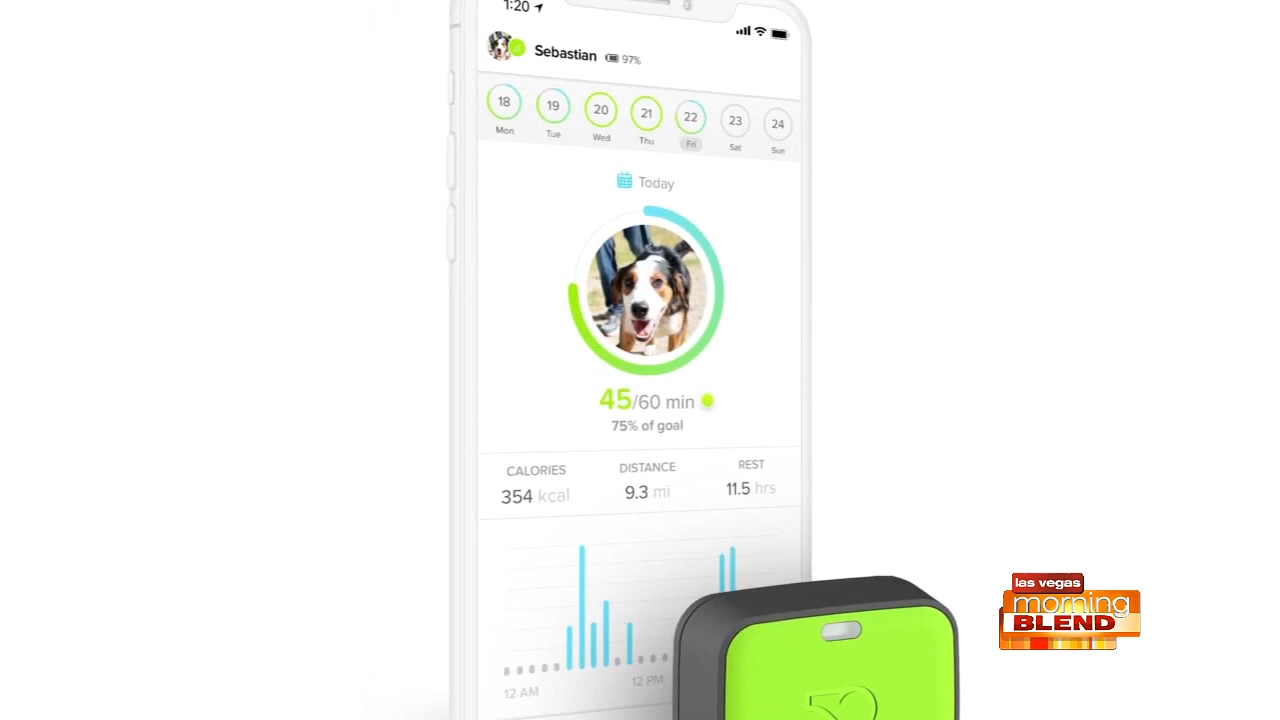 1:20
Sebastian 97%
18 19 20 21 22 23 24
Mon Tue Wed Thu Fri Sat Sun
Today
45/60 min
75% of goal
CALORIES DISTANCE REST
354 kcal 9.3 mi 11.5 hrs
12 AM 12 PM
las vegas
morning
BLEND